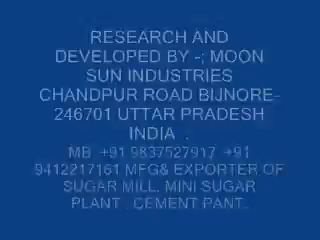 RESEARCH AND
DEVELOPED BY -; MOON
SUN INDUSTRIES
CHANDPUR ROAD BIJNORE-
246701 UTTAR PRADESH
INDIA .
MB +91 9837527917 +91
9412217161 MFG& EXPORTER OF
SUGAR MILL, MINI SUGAR
PLANT , CEMENT PANT.